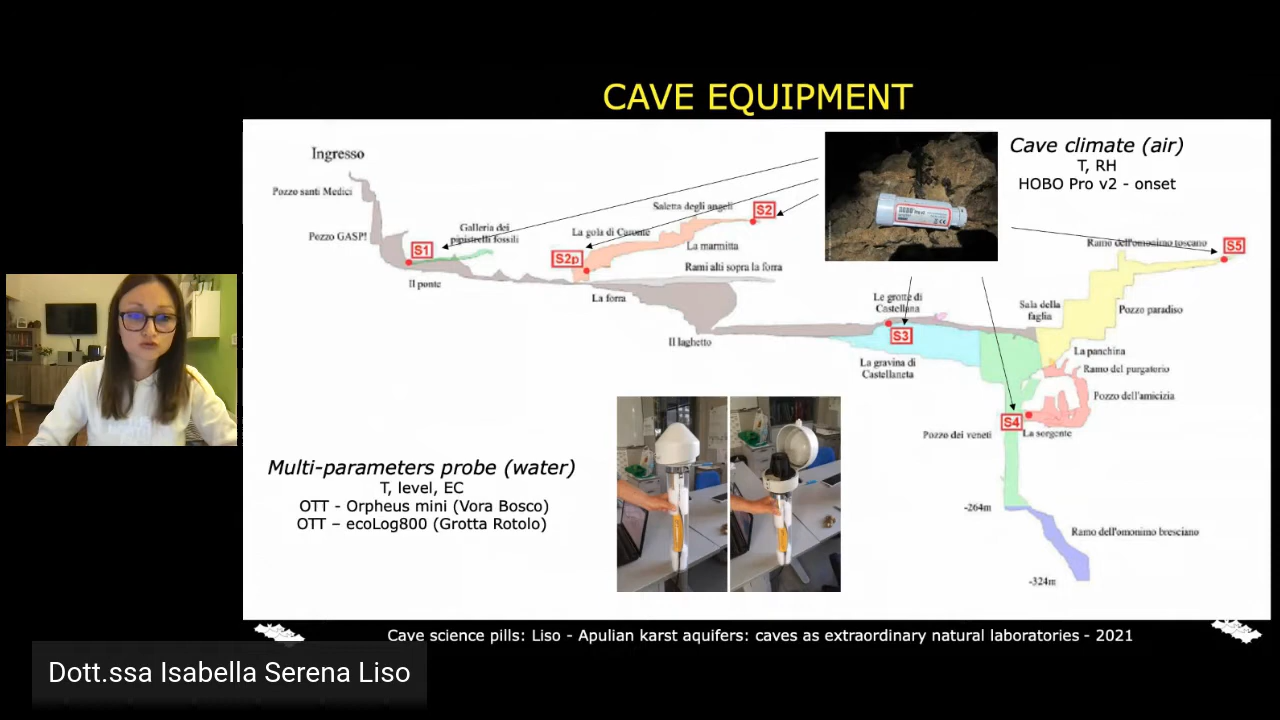 CAVE EQUIPMENT
Ingresso
Pozzo santi Medici
Pozzo GASP!
S1
Galleria dei
pipistrelli fossili
Il ponte
S2p
La gola di Caronte
Saletta degli angeli
S2
La marmitta
Rami alti sopra la forra
La forra
Il laghetto
Cave climate (air)
T, RH
HOBO Pro v2 - onset
HOBO
Ramo dell'omonimo toscano
S5
Le grotte di
Castellana
S3
La gravina di
Castellaneta
Sala della
faglia
Pozzo paradiso
La panchina
Ramo del purgatorio
Pozzo dell'amicizia
S4
La sorgente
Pozzo dei veneti
-264m
Ramo dell'omonimo bresciano
-324m
Multi-parameters probe (water)
T, level, EC
OTT - Orpheus mini (Vora Bosco)
OTT – ecoLog800 (Grotta Rotolo)
Cave science pills: Liso - Apulian karst aquifers: caves as extraordinary natural laboratories - 2021
Dott.ssa Isabella Serena Liso